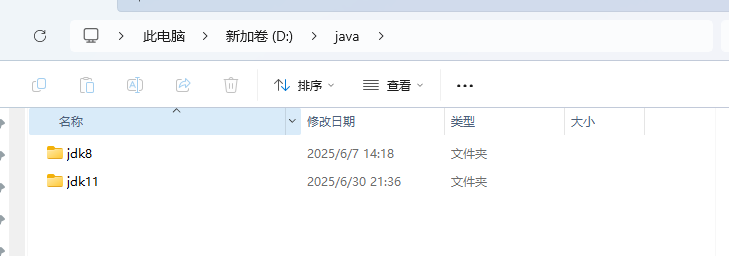 此电脑 新加卷 (D:) java
排序 查看
名称 修改日期 类型 大小
jdk8 2025/6/7 14:18 文件夹
jdk11 2025/6/30 21:36 文件夹